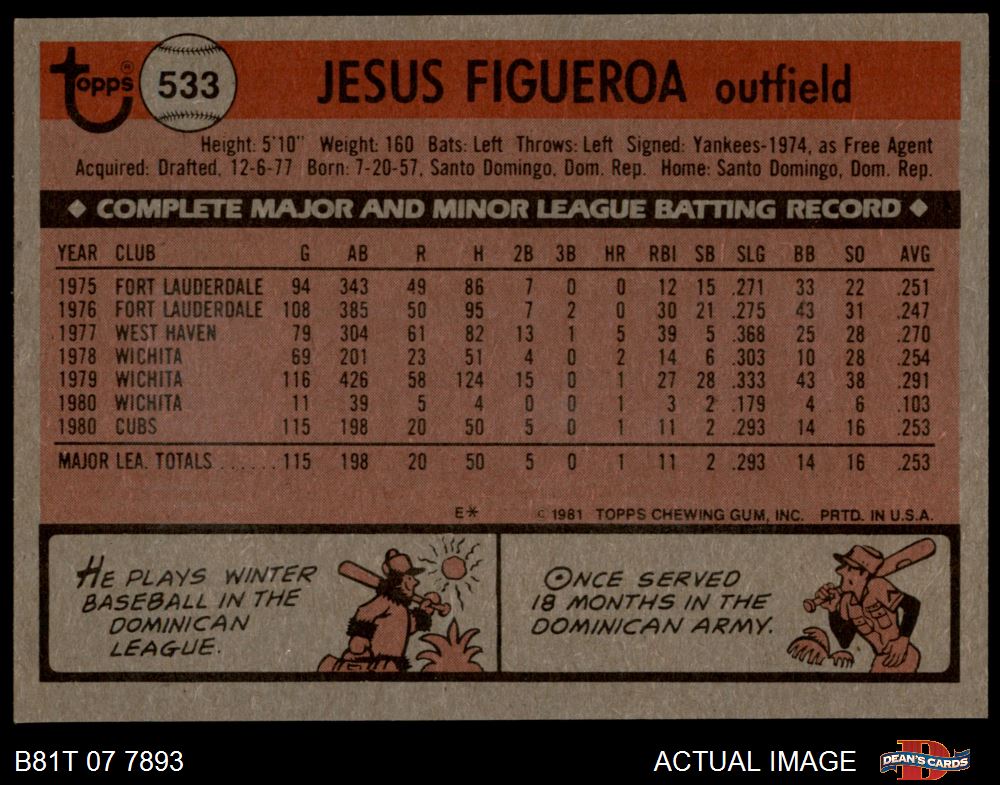 Topps® 533 JESUS FIGUEROA outfield
Height: 5'10" Weight: 160 Bats: Left Throws: Left Signed: Yankees-1974, as Free Agent
Acquired: Drafted, 12-6-77 Born: 7-20-57, Santo Domingo, Dom. Rep. Home: Santo Domingo, Dom. Rep.
◆ COMPLETE MAJOR AND MINOR LEAGUE BATTING RECORD ◆
YEAR CLUB G AB R H 2B 3B HR RBI SB SLG BB SO AVG
1975 FORT LAUDERDALE 94 343 49 86 7 0 0 12 15 .271 33 22 .251
1976 FORT LAUDERDALE 108 385 50 95 7 2 0 30 21 .275 43 31 .247
1977 WEST HAVEN 79 304 61 82 13 1 5 39 5 .368 25 28 .270
1978 WICHITA 69 201 23 51 4 0 2 14 6 .303 10 28 .254
1979 WICHITA 116 426 58 124 15 0 1 27 28 .333 43 38 .291
1980 WICHITA 11 39 5 4 0 0 1 3 2 .179 4 6 .103
1980 CUBS 115 198 20 50 5 0 1 11 2 .293 14 16 .253
MAJOR LEA. TOTALS ...... 115 198 20 50 5 0 1 11 2 .293 14 16 .253
E* © 1981 TOPPS CHEWING GUM, INC. PRTD. IN U.S.A.
HE PLAYS WINTER
BASEBALL IN THE
DOMINICAN
LEAGUE.
ONCE SERVED
18 MONTHS IN THE
DOMINICAN ARMY.
B81T 07 7893 ACTUAL IMAGE D DEAN'S CARDS